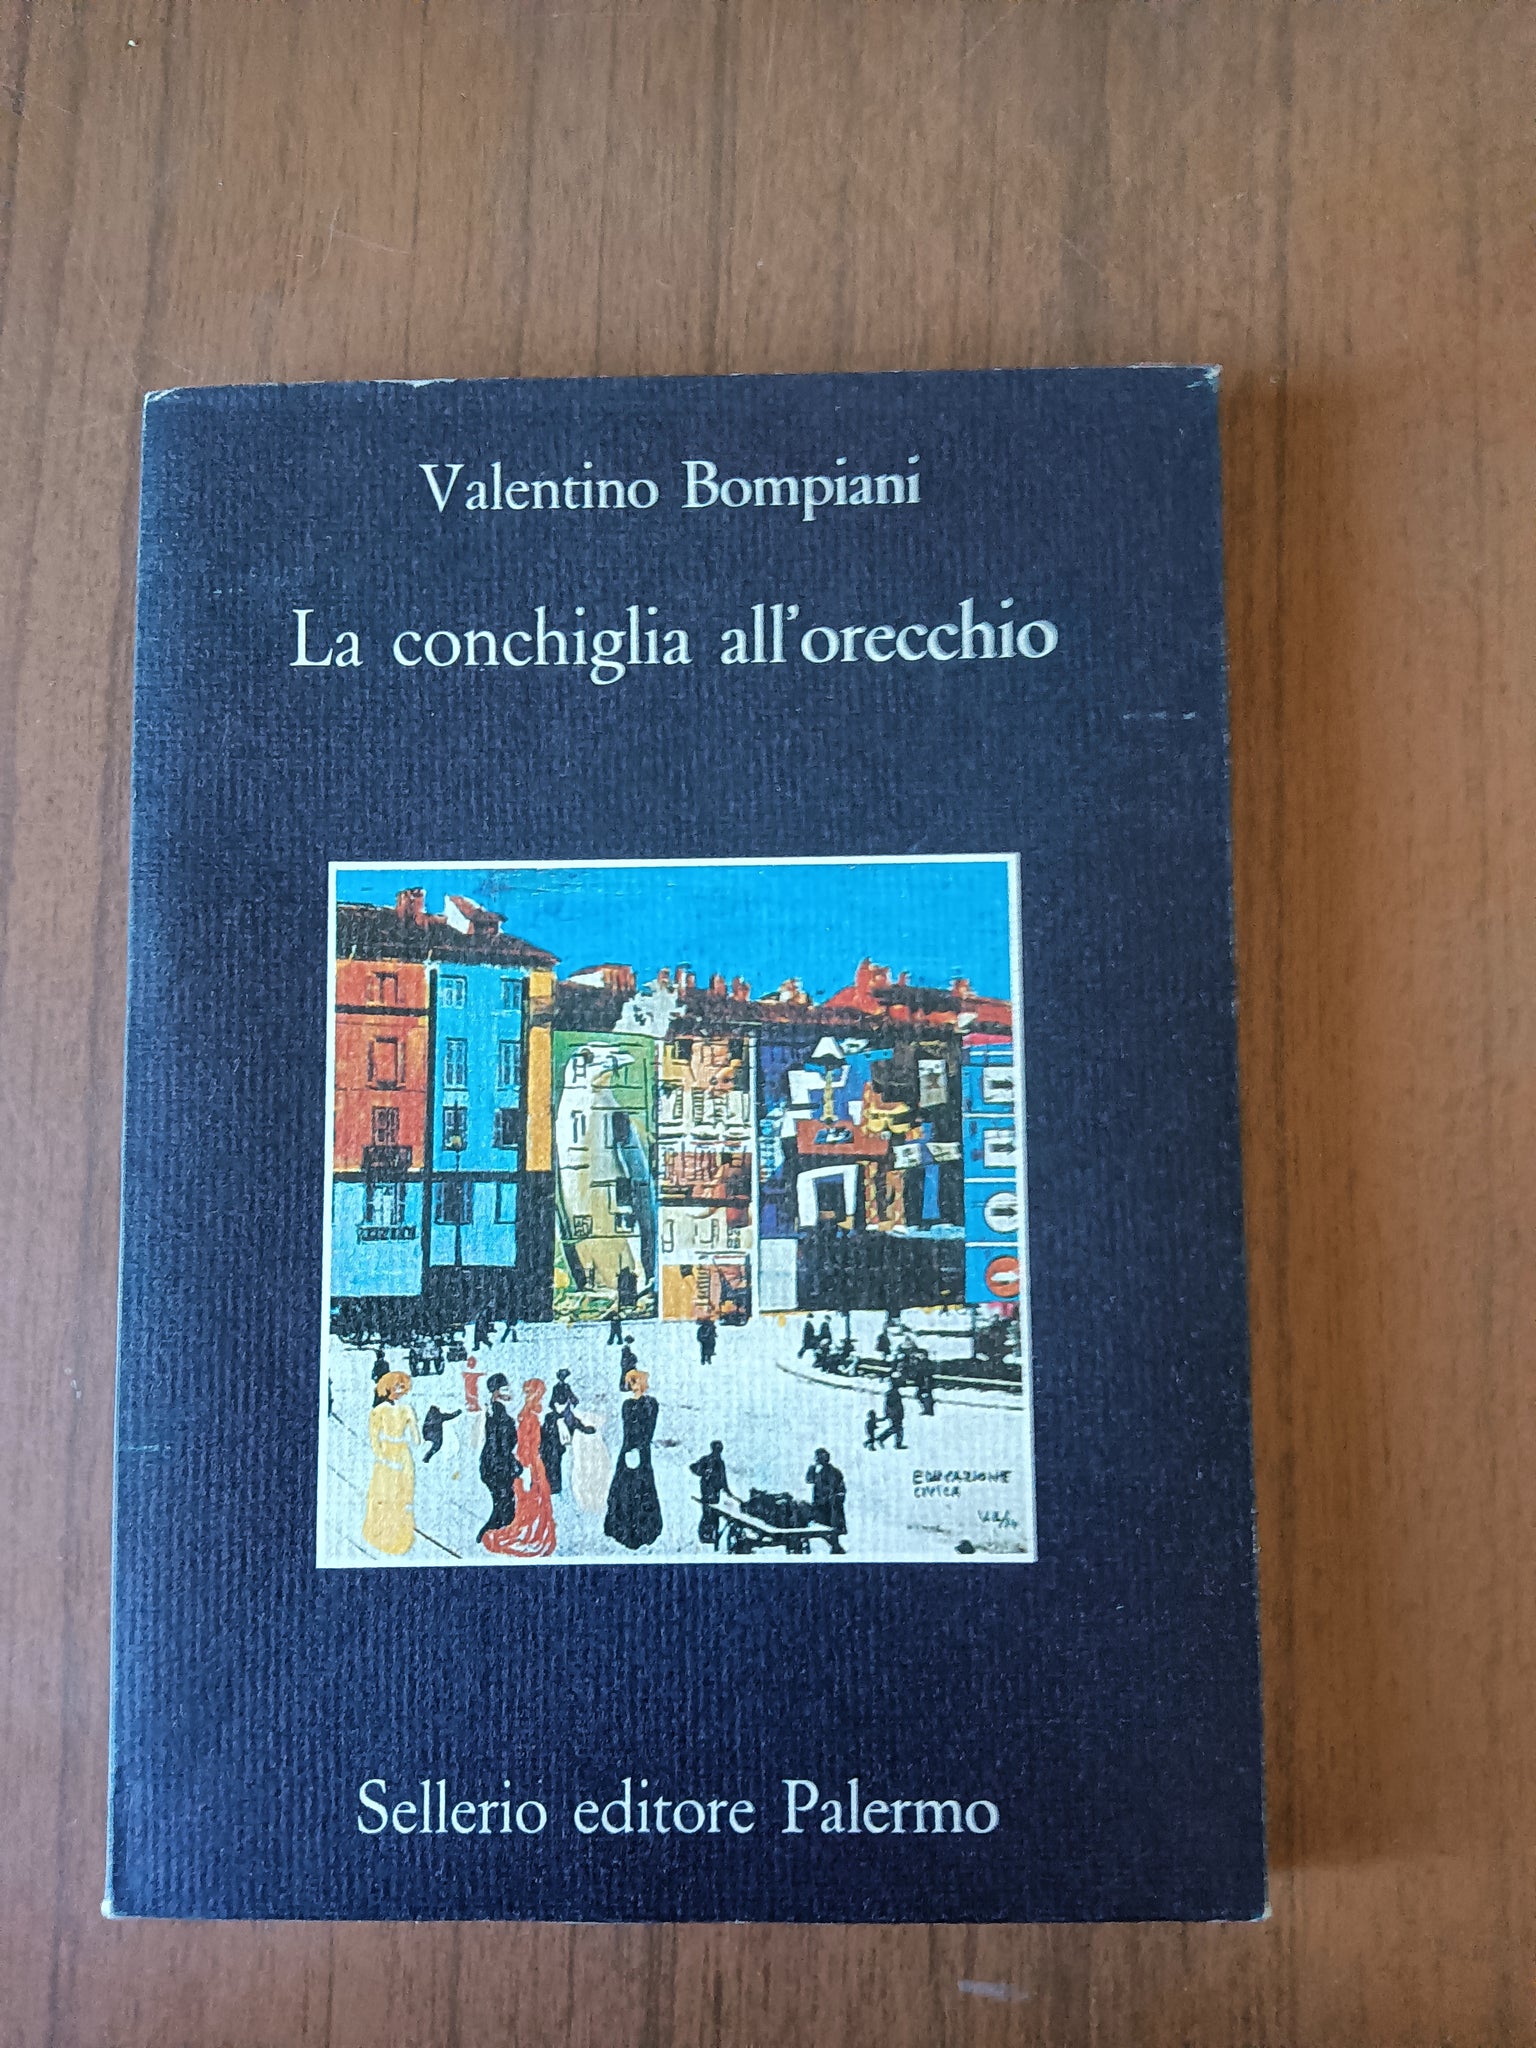 Valentino Bompiani
La conchiglia all'orecchio
EDUCAZIONE
CIVICA
Sellerio editore Palermo